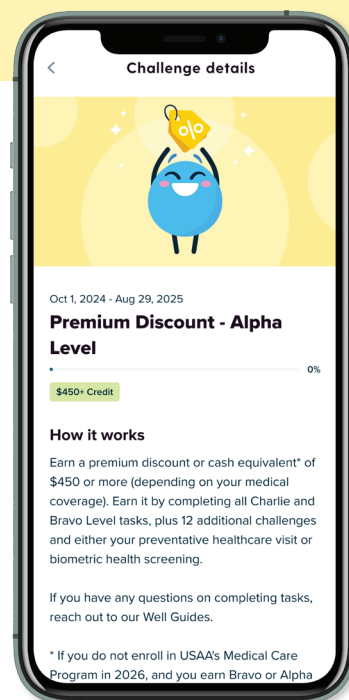 Challenge details
%
Oct 1, 2024 - Aug 29, 2025
Premium Discount - Alpha
Level
0%
$450+ Credit
How it works
Earn a premium discount or cash equivalent* of
$450 or more (depending on your medical
coverage). Earn it by completing all Charlie and
Bravo Level tasks, plus 12 additional challenges
and either your preventative healthcare visit or
biometric health screening.
If you have any questions on completing tasks,
reach out to our Well Guides.
* If you do not enroll in USAA's Medical Care
Program in 2026, and you earn Bravo or Alpha